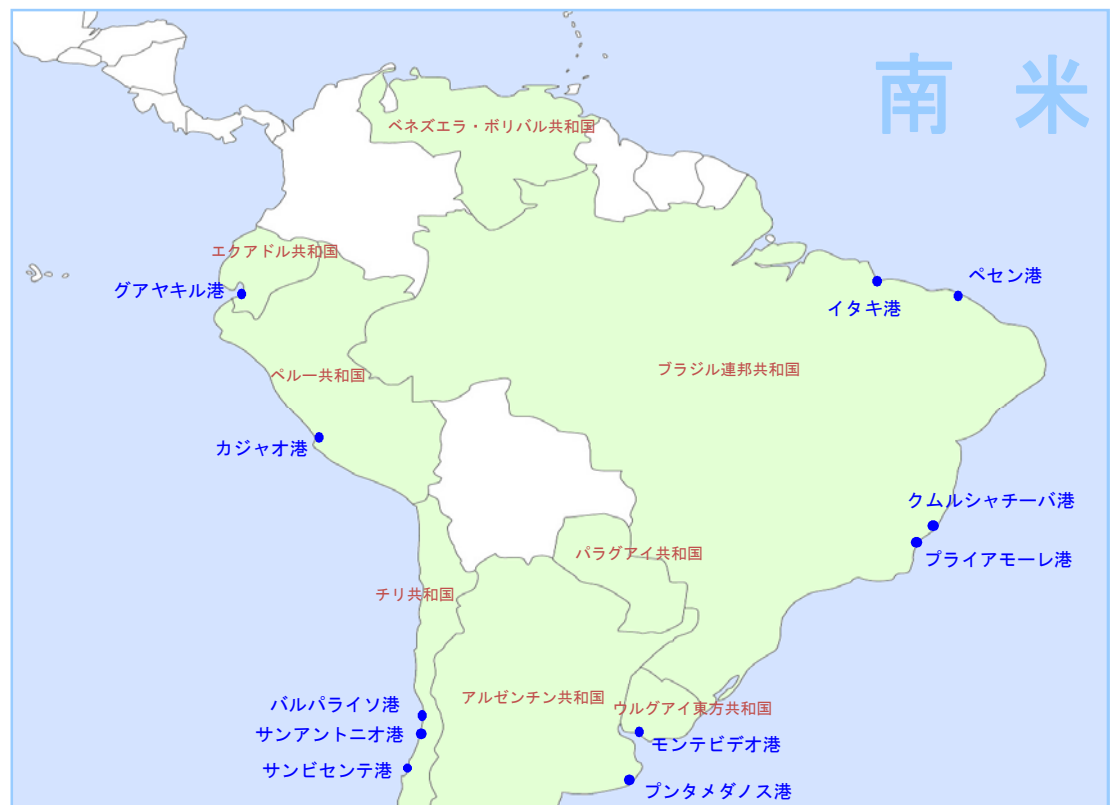 南 米
ベネズエラ・ボリバル共和国
エクアドル共和国
グアヤキル港
ペセン港
イタキ港
ブラジル連邦共和国
ペルー共和国
カジャオ港
クムルシャチーバ港
パラグアイ共和国
プライアモーレ港
チリ共和国
アルゼンチン共和国
バルパライソ港
ウルグアイ東方共和国
サンアントニオ港
モンテビデオ港
サンビセンテ港
プンタメダノス港